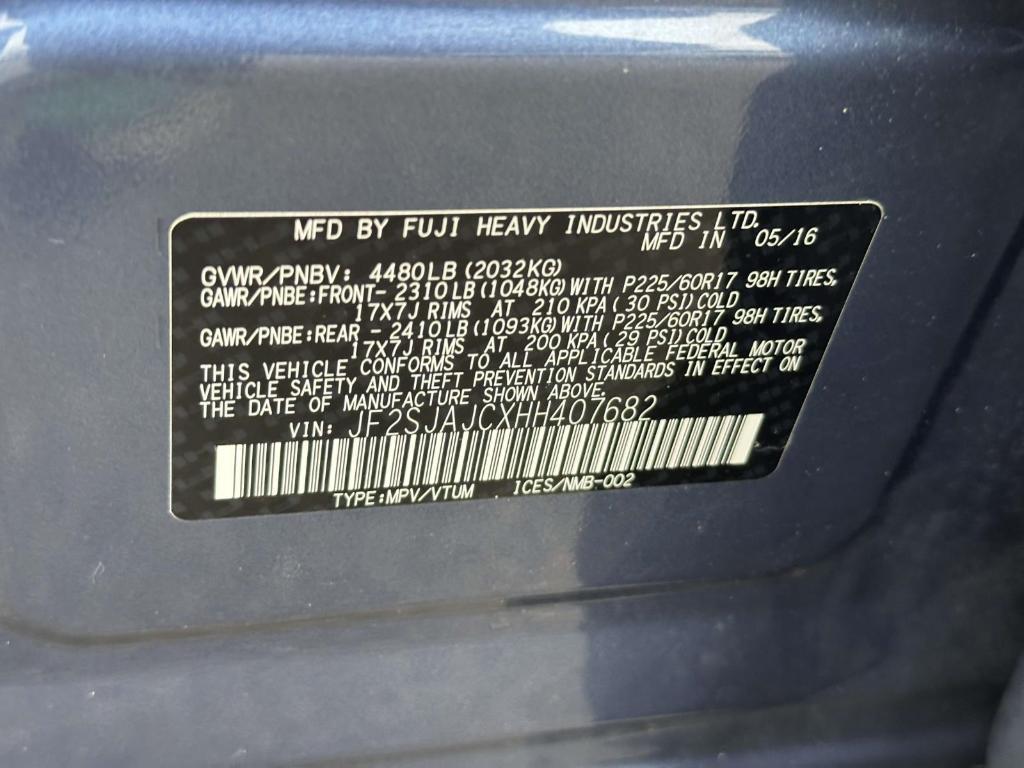 MFD BY FUJI HEAVY INDUSTRIES LTD.
MFD IN 05/16
GVWR/PNBV: 4480LB (2032KG)
GAWR/PNBE:FRONT- 2310LB (1048KG) WITH P225/60R17 98H TIRES,
17X7J RIMS AT 210 KPA ( 30 PSI) COLD
GAWR/PNBE:REAR - 2410LB (1093KG) WITH P225/60R17 98H TIRES,
17X7J RIMS AT 200 KPA ( 29 PSI) COLD
THIS VEHICLE CONFORMS TO ALL APPLICABLE FEDERAL MOTOR
VEHICLE SAFETY AND THEFT PREVENTION STANDARDS IN EFFECT ON
THE DATE OF MANUFACTURE SHOWN ABOVE.
VIN: JF2SJAJCXHH407682
TYPE:MPV/VTUM ICES/NMB-002